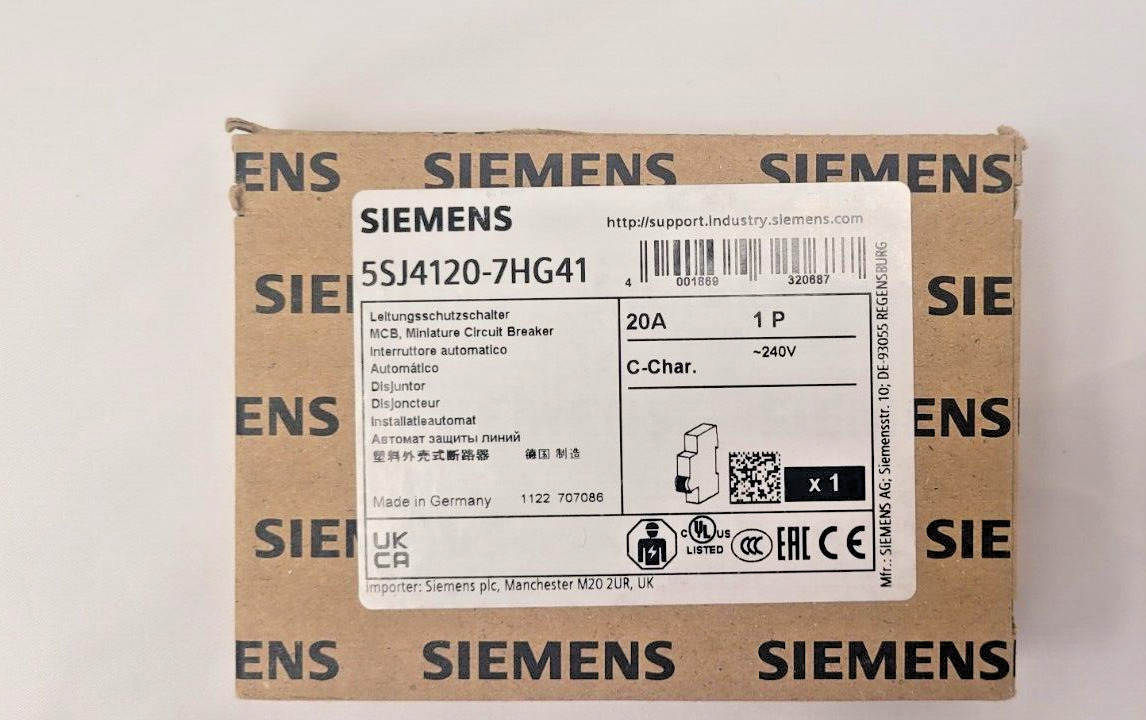 ENS SIEMENS SIEMENS
SIEMENS
http://support.industry.siemens.com
5SJ4120-7HG41
4 001869 320687
Leitungsschutzschalter
MCB, Miniature Circuit Breaker
Interruttore automatico
Automático
Disjuntor
Disjoncteur
Installatieautomat
Автомат защиты линий
塑料外壳式断路器 德国 制造
Made in Germany 1122 707086
20A 1 P
~240V
C-Char.
x 1
UK
CA
C UL US
LISTED
CCC
EAC
CE
Importer: Siemens plc, Manchester M20 2UR, UK
Mfr.: SIEMENS AG; Siemensstr. 10; DE-93055 REGENSBURG
SIE SIE
ENS ENS
SIE SIE
ENS SIEMENS SIEMENS